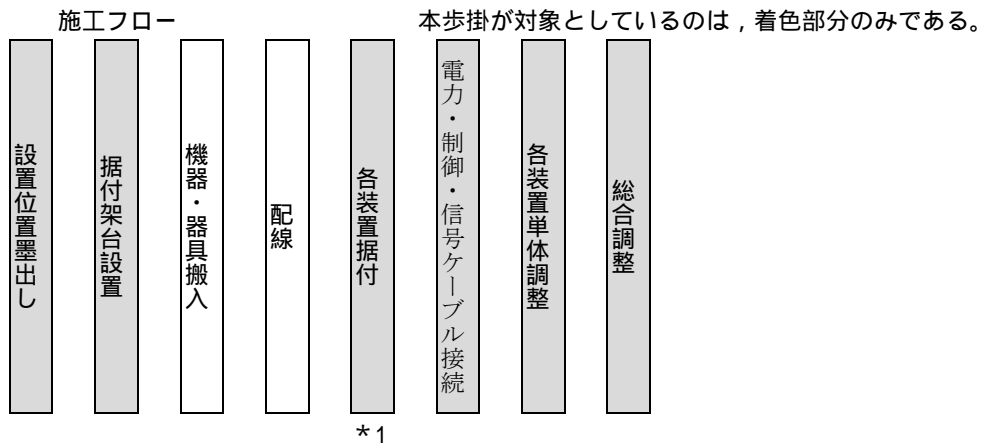 施工フロー
本歩掛が対象としているのは，着色部分のみである。
設置位置墨出し
据付架台設置
機器・器具搬入
配線
各装置据付
電力・制御・信号ケーブル接続
各装置単体調整
総合調整
＊1